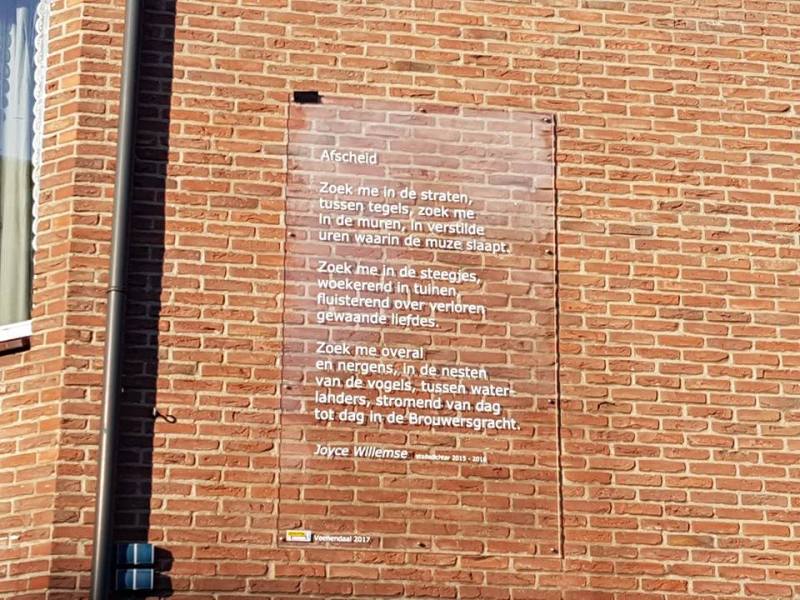 Afscheid
Zoek me in de straten,
tussen tegels, zoek me
in de muren, in verstilde
uren waarin de muze slaapt.
Zoek me in de steegjes,
woekerend in tuinen,
fluisterend over verloren
gewaande liefdes.
Zoek me overal
en nergens, in de nesten
van de vogels, tussen water-
landers, stromend van dag
tot dag in de Brouwersgracht.
Joyce Willemse stadsdichter 2015 - 2016
Veenendaal 2017